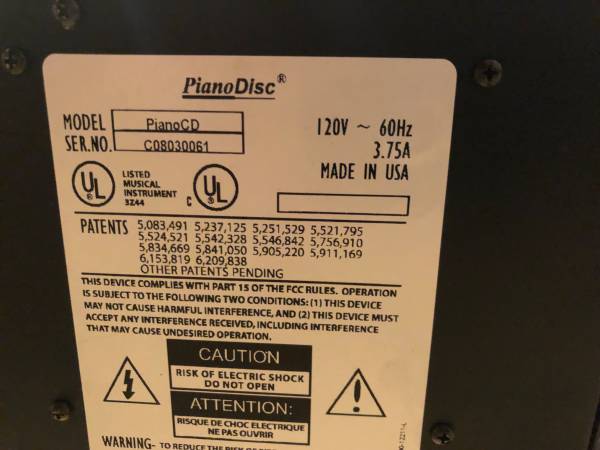 PianoDisc®
MODEL PianoCD
SER.NO. C08030061
120V ~ 60Hz
3.75A
MADE IN USA
UL ®
LISTED
MUSICAL
INSTRUMENT
3Z44
C UL ®
PATENTS 5,083,491 5,237,125 5,251,529 5,521,795
5,524,521 5,542,328 5,546,842 5,756,910
5,834,669 5,841,050 5,905,220 5,911,169
6,153,819 6,209,838
OTHER PATENTS PENDING
THIS DEVICE COMPLIES WITH PART 15 OF THE FCC RULES. OPERATION
IS SUBJECT TO THE FOLLOWING TWO CONDITIONS: (1) THIS DEVICE
MAY NOT CAUSE HARMFUL INTERFERENCE, AND (2) THIS DEVICE MUST
ACCEPT ANY INTERFERENCE RECEIVED, INCLUDING INTERFERENCE
THAT MAY CAUSE UNDESIRED OPERATION.
CAUTION
RISK OF ELECTRIC SHOCK
DO NOT OPEN
ATTENTION:
RISQUE DE CHOC ELECTRIQUE
NE PAS OUVRIR
WARNING- TO REDUCE THE RISK OF